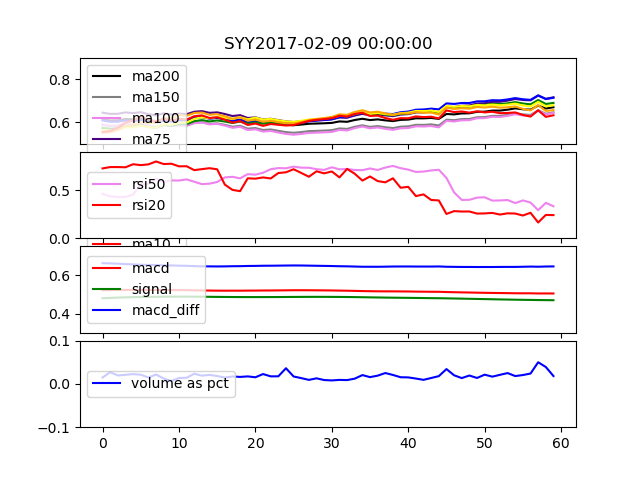 SYY2017-02-09 00:00:00
0.8
0.6
ma200
ma150
ma100
ma75
0.5
0.0
rsi50
rsi20
ma10
0.6
0.4
macd
signal
macd_diff
0.1
0.0
−0.1
volume as pct
0 10 20 30 40 50 60